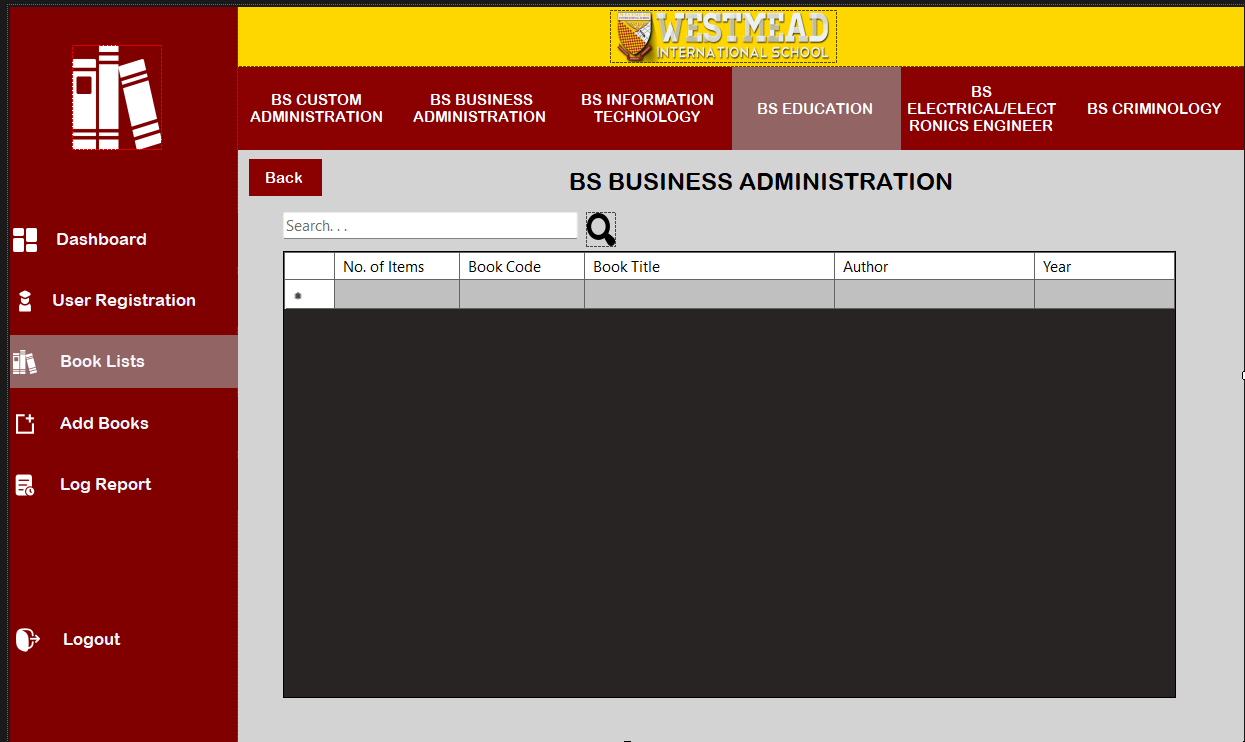 WESTMEAD
INTERNATIONAL SCHOOL
BS CUSTOM
ADMINISTRATION
BS BUSINESS
ADMINISTRATION
BS INFORMATION
TECHNOLOGY
BS EDUCATION
BS
ELECTRICAL/ELECT
RONICS ENGINEER
BS CRIMINOLOGY
Back
BS BUSINESS ADMINISTRATION
Search. . .
No. of Items Book Code Book Title Author Year
Dashboard
User Registration
Book Lists
Add Books
Log Report
Logout